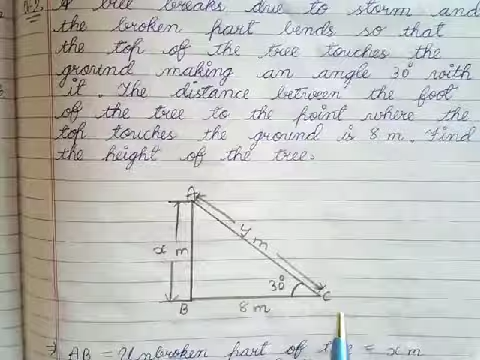 Q.2. A tree breaks due to storm and
the broken part bends so that
the top of the tree touches the
ground making an angle 30° with
it. The distance between the foot
of the tree to the point where the
top touches the ground is 8 m. Find
the height of the tree.
A
x m
y m
30°
B
8 m
C
→ AB = Unbroken part of tree = x m